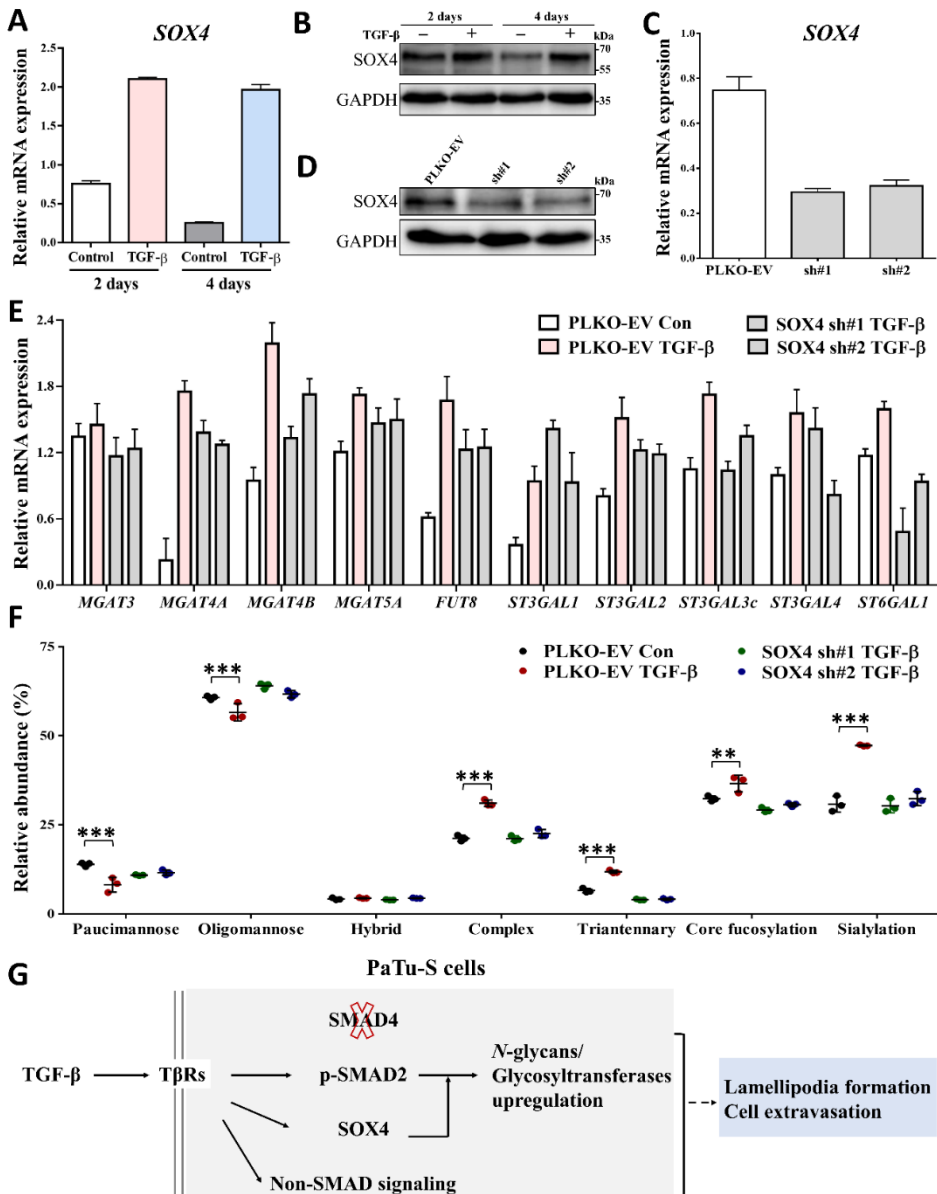 A
SOX4
Relative mRNA expression
2.5
2.0
1.5
1.0
0.5
0.0
Control
TGF-β
Control
TGF-β
2 days
4 days
B
2 days
4 days
TGF-β
– + – +
kDa
SOX4
70
55
GAPDH
35
C
SOX4
Relative mRNA expression
1.0
0.8
0.6
0.4
0.2
0.0
PLKO-EV
sh#1
sh#2
D
PLKO-EV
sh#1
sh#2
kDa
SOX4
70
GAPDH
35
E
Relative mRNA expression
2.4
1.8
1.2
0.6
0.0
PLKO-EV Con
PLKO-EV TGF-β
SOX4 sh#1 TGF-β
SOX4 sh#2 TGF-β
MGAT3
MGAT4A
MGAT4B
MGAT5A
FUT8
ST3GAL1
ST3GAL2
ST3GAL3c
ST3GAL4
ST6GAL1
F
Relative abundance (%)
75
50
25
0
PLKO-EV Con
PLKO-EV TGF-β
SOX4 sh#1 TGF-β
SOX4 sh#2 TGF-β
***
***
***
***
**
***
Paucimannose
Oligomannose
Hybrid
Complex
Triantennary
Core fucosylation
Sialylation
G
PaTu-S cells
SMAD4
TGF-β
TβRs
p-SMAD2
N-glycans/
Glycosyltransferases
upregulation
SOX4
Non-SMAD signaling
Lamellipodia formation
Cell extravasation